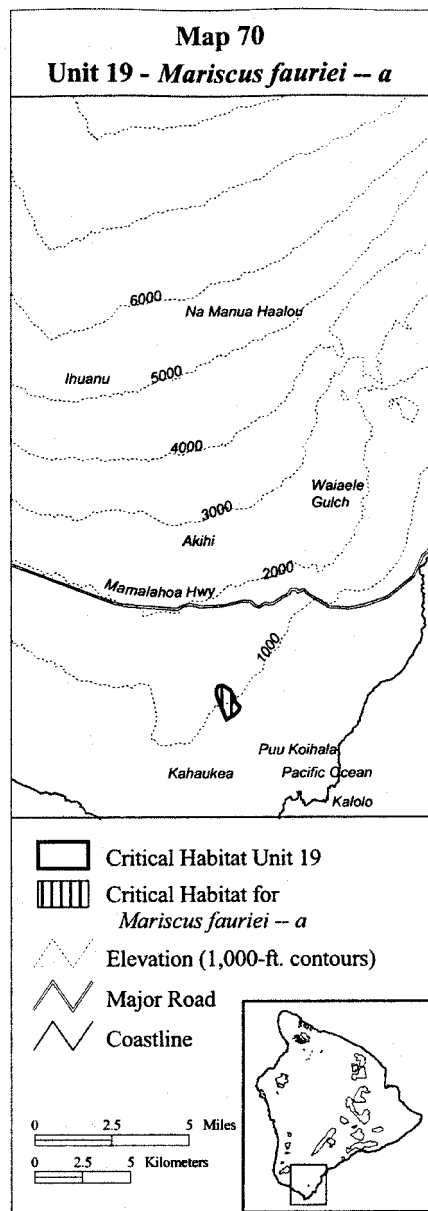 Map 70
Unit 19 - Mariscus fauriei -- a
6000
Na Manua Haalou
Ihuanu
5000
4000
Waiaele
Gulch
3000
Akihi
2000
Mamalahoa Hwy
1000
Puu Koihala
Kahaukea
Pacific Ocean
Kalolo
Critical Habitat Unit 19
Critical Habitat for
Mariscus fauriei -- a
Elevation (1,000-ft. contours)
Major Road
Coastline
0 2.5 5 Miles
0 2.5 5 Kilometers